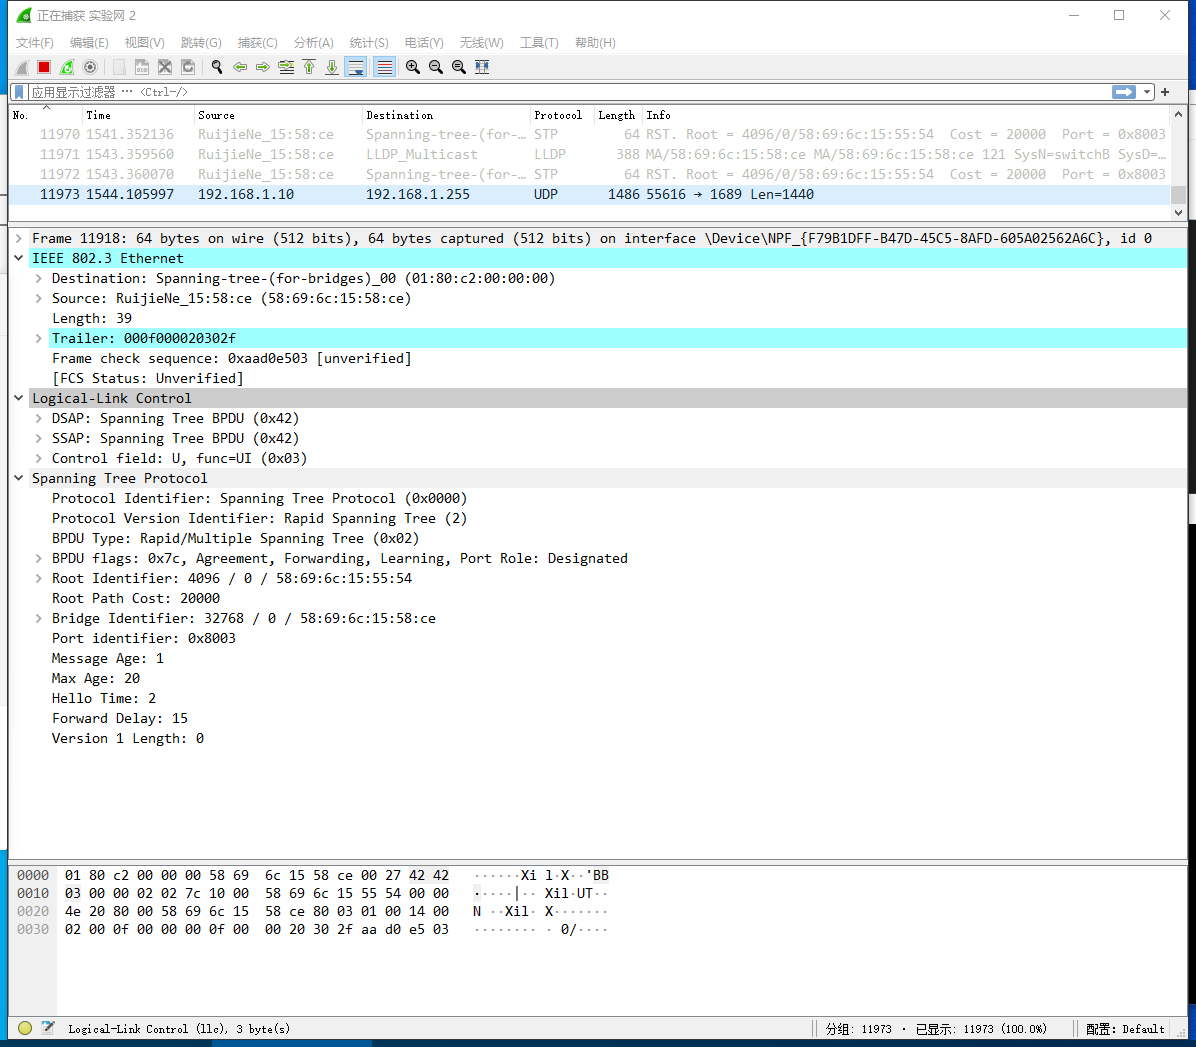 正在捕获 实验网 2
文件(F) 编辑(E) 视图(V) 跳转(G) 捕获(C) 分析(A) 统计(S) 电话(Y) 无线(W) 工具(T) 帮助(H)
应用显示过滤器 … <Ctrl-/>
No. Time Source Destination Protocol Length Info
11970 1541.352136 RuijieNe_15:58:ce Spanning-tree-(for-… STP 64 RST. Root = 4096/0/58:69:6c:15:55:54 Cost = 20000 Port = 0x8003
11971 1543.359560 RuijieNe_15:58:ce LLDP_Multicast LLDP 388 MA/58:69:6c:15:58:ce MA/58:69:6c:15:58:ce 121 SysN=switchB SysD=…
11972 1543.360070 RuijieNe_15:58:ce Spanning-tree-(for-… STP 64 RST. Root = 4096/0/58:69:6c:15:55:54 Cost = 20000 Port = 0x8003
11973 1544.105997 192.168.1.10 192.168.1.255 UDP 1486 55616 → 1689 Len=1440
Frame 11918: 64 bytes on wire (512 bits), 64 bytes captured (512 bits) on interface \Device\NPF_{F79B1DFF-B47D-45C5-8AFD-605A02562A6C}, id 0
IEEE 802.3 Ethernet
Destination: Spanning-tree-(for-bridges)_00 (01:80:c2:00:00:00)
Source: RuijieNe_15:58:ce (58:69:6c:15:58:ce)
Length: 39
Trailer: 000f000020302f
Frame check sequence: 0xaad0e503 [unverified]
[FCS Status: Unverified]
Logical-Link Control
DSAP: Spanning Tree BPDU (0x42)
SSAP: Spanning Tree BPDU (0x42)
Control field: U, func=UI (0x03)
Spanning Tree Protocol
Protocol Identifier: Spanning Tree Protocol (0x0000)
Protocol Version Identifier: Rapid Spanning Tree (2)
BPDU Type: Rapid/Multiple Spanning Tree (0x02)
BPDU flags: 0x7c, Agreement, Forwarding, Learning, Port Role: Designated
Root Identifier: 4096 / 0 / 58:69:6c:15:55:54
Root Path Cost: 20000
Bridge Identifier: 32768 / 0 / 58:69:6c:15:58:ce
Port identifier: 0x8003
Message Age: 1
Max Age: 20
Hello Time: 2
Forward Delay: 15
Version 1 Length: 0
0000 01 80 c2 00 00 00 58 69 6c 15 58 ce 00 27 42 42 ······Xi l·X··'BB
0010 03 00 00 02 02 7c 10 00 58 69 6c 15 55 54 00 00 ·····|·· Xil·UT··
0020 4e 20 80 00 58 69 6c 15 58 ce 80 03 01 00 14 00 N ··Xil· X·······
0030 02 00 0f 00 00 00 0f 00 00 20 30 2f aa d0 e5 03 ········ · 0/····
Logical-Link Control (llc), 3 byte(s) 分组: 11973 · 已显示: 11973 (100.0%) 配置: Default